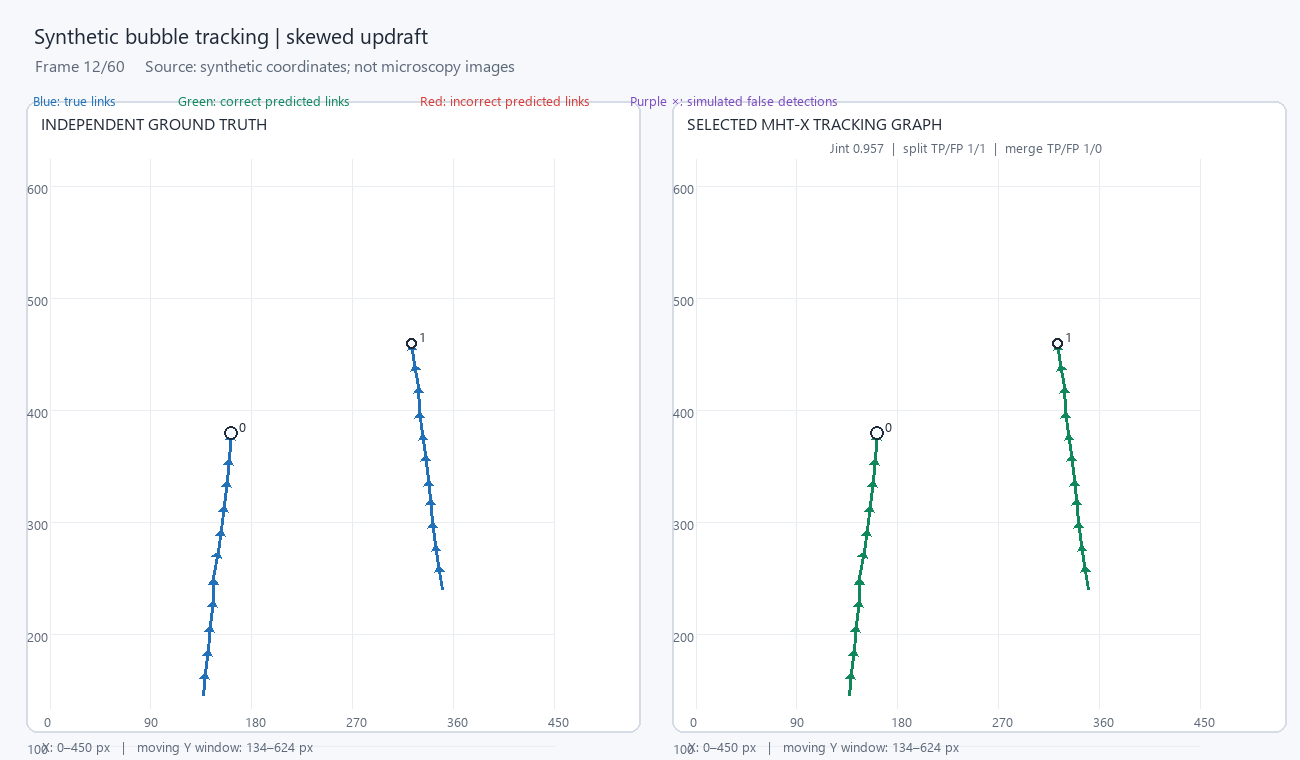 Synthetic bubble tracking | skewed updraft
Frame 12/60 Source: synthetic coordinates; not microscopy images
Blue: true links Green: correct predicted links Red: incorrect predicted links Purple ×: simulated false detections
INDEPENDENT GROUND TRUTH
600
500
400
300
200
1
0
0 90 180 270 360 450
100
X: 0–450 px | moving Y window: 134–624 px
SELECTED MHT-X TRACKING GRAPH
Jint 0.957 | split TP/FP 1/1 | merge TP/FP 1/0
600
500
400
300
200
1
0
0 90 180 270 360 450
100
X: 0–450 px | moving Y window: 134–624 px